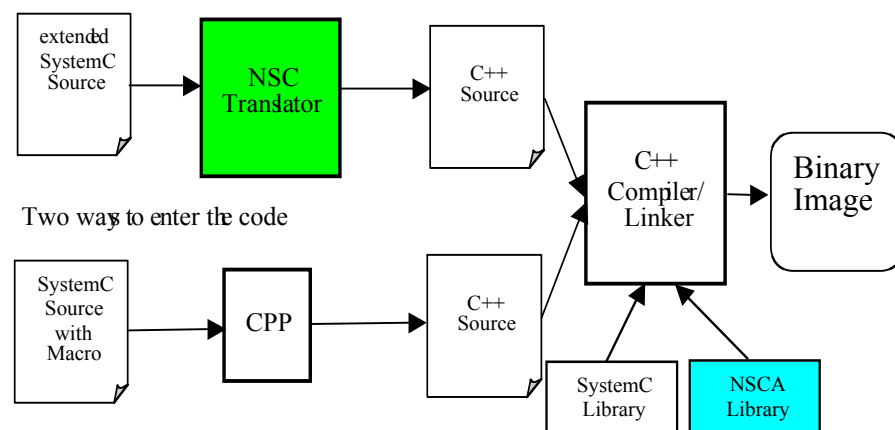 extended
SystemC
Source
NSC
Translator
C++
Source
C++
Compiler/
Linker
Binary
Image
Two ways to enter the code
SystemC
Source
with
Macro
CPP
C++
Source
SystemC
Library
NSCA
Library